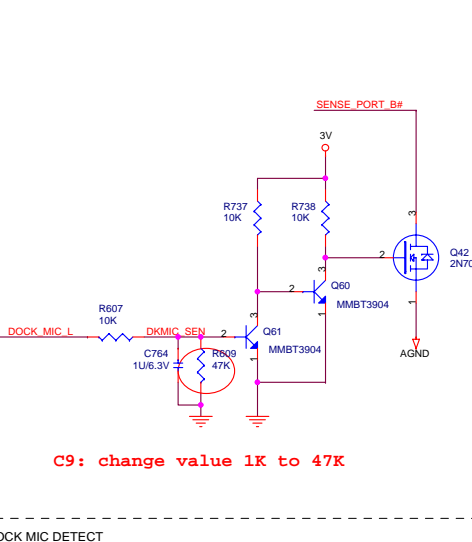 SENSE_PORT_B#
3V
R737
10K
R738
10K
3
2
Q42
2N70
1
AGND
3
2
Q60
MMBT3904
1
R607
10K
DOCK_MIC_L
DKMIC_SEN
3
2
Q61
MMBT3904
1
C764
1U/6.3V
R609
47K
C9: change value 1K to 47K
OCK MIC DETECT